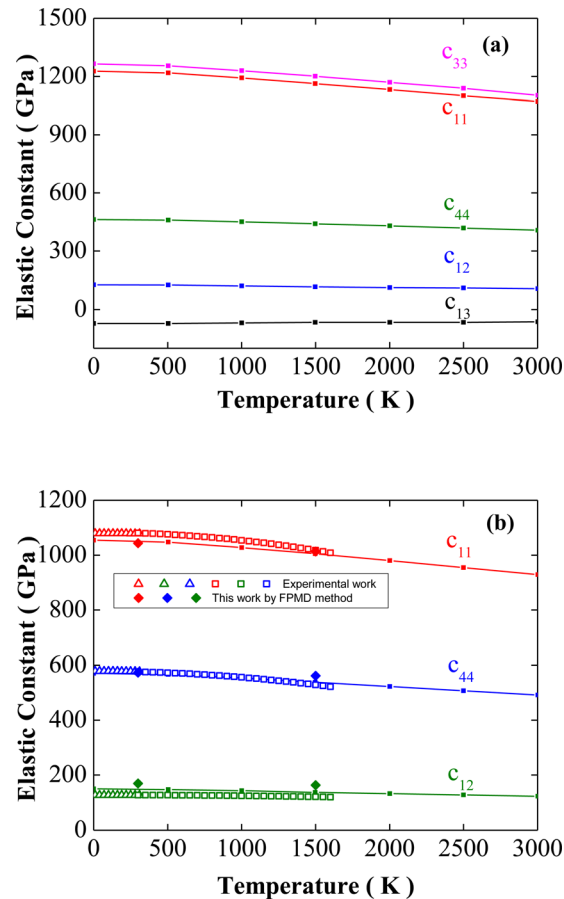 (a)
Elastic Constant ( GPa)
1500
1200
900
600
300
0
c33
c11
c44
c12
c13
0 500 1000 1500 2000 2500 3000
Temperature ( K )
(b)
Elastic Constant ( GPa)
1200
1000
800
600
400
200
0
c11
Experimental work
This work by FPMD method
c44
c12
0 500 1000 1500 2000 2500 3000
Temperature ( K )